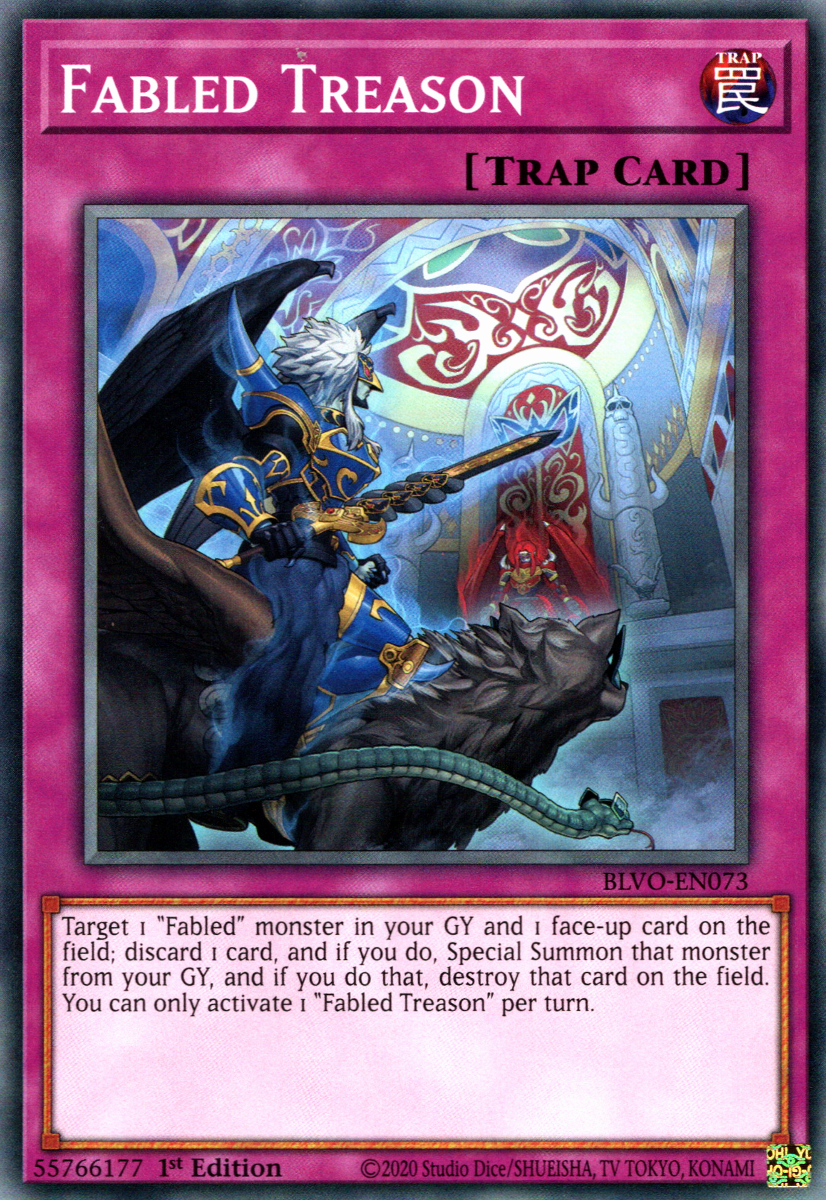 Fabled Treason
TRAP
罠
[Trap Card]
BLVO-EN073
Target 1 "Fabled" monster in your GY and 1 face-up card on the
field; discard 1 card, and if you do, Special Summon that monster
from your GY, and if you do that, destroy that card on the field.
You can only activate 1 "Fabled Treason" per turn.
55766177 1st Edition ©2020 Studio Dice/SHUEISHA, TV TOKYO, KONAMI